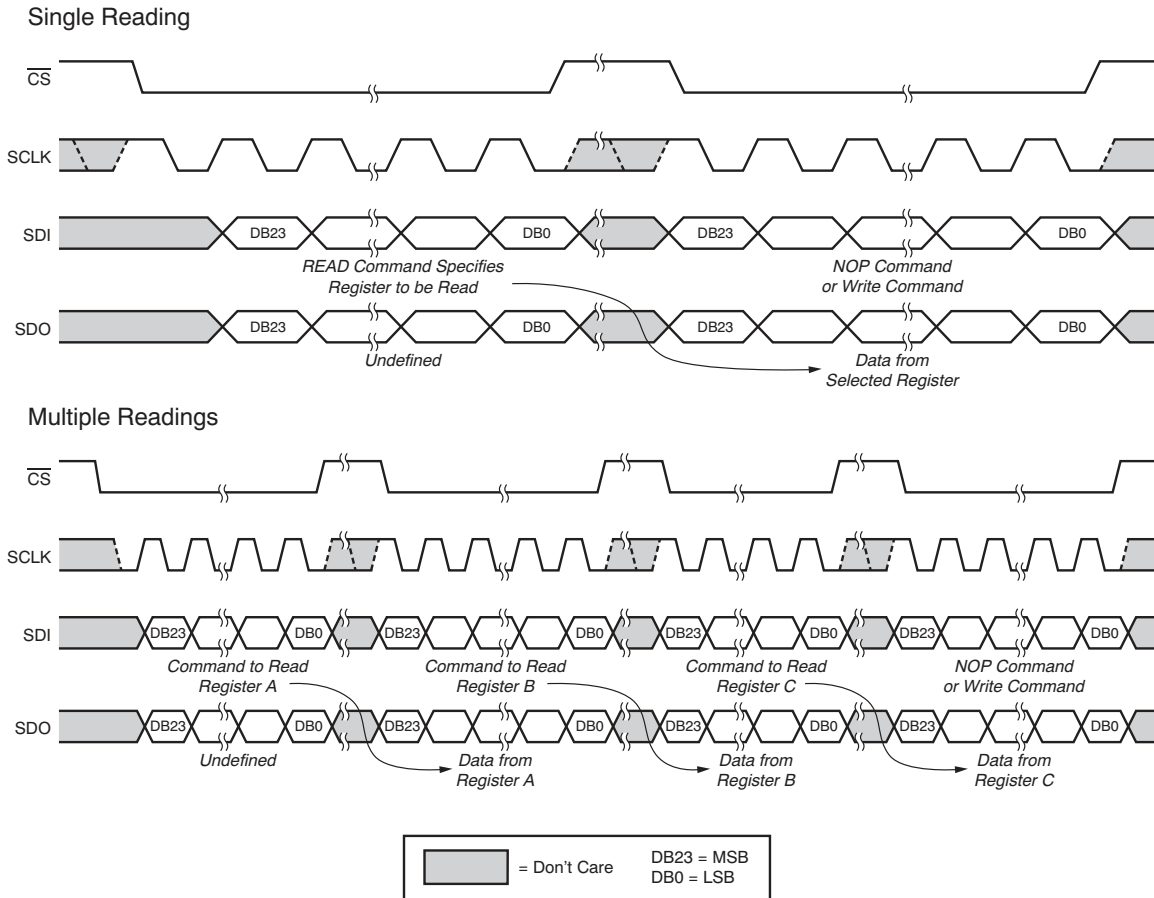 Single Reading
CS
SCLK
SDI
DB23
DB0
DB23
DB0
READ Command Specifies
Register to be Read
NOP Command
or Write Command
SDO
DB23
DB0
DB23
DB0
Undefined
Data from
Selected Register
Multiple Readings
CS
SCLK
SDI
DB23
DB0
DB23
DB0
DB23
DB0
DB23
DB0
Command to Read
Register A
Command to Read
Register B
Command to Read
Register C
NOP Command
or Write Command
SDO
DB23
DB0
DB23
DB0
DB23
DB0
DB23
DB0
Undefined
Data from
Register A
Data from
Register B
Data from
Register C
= Don't Care
DB23 = MSB
DB0 = LSB